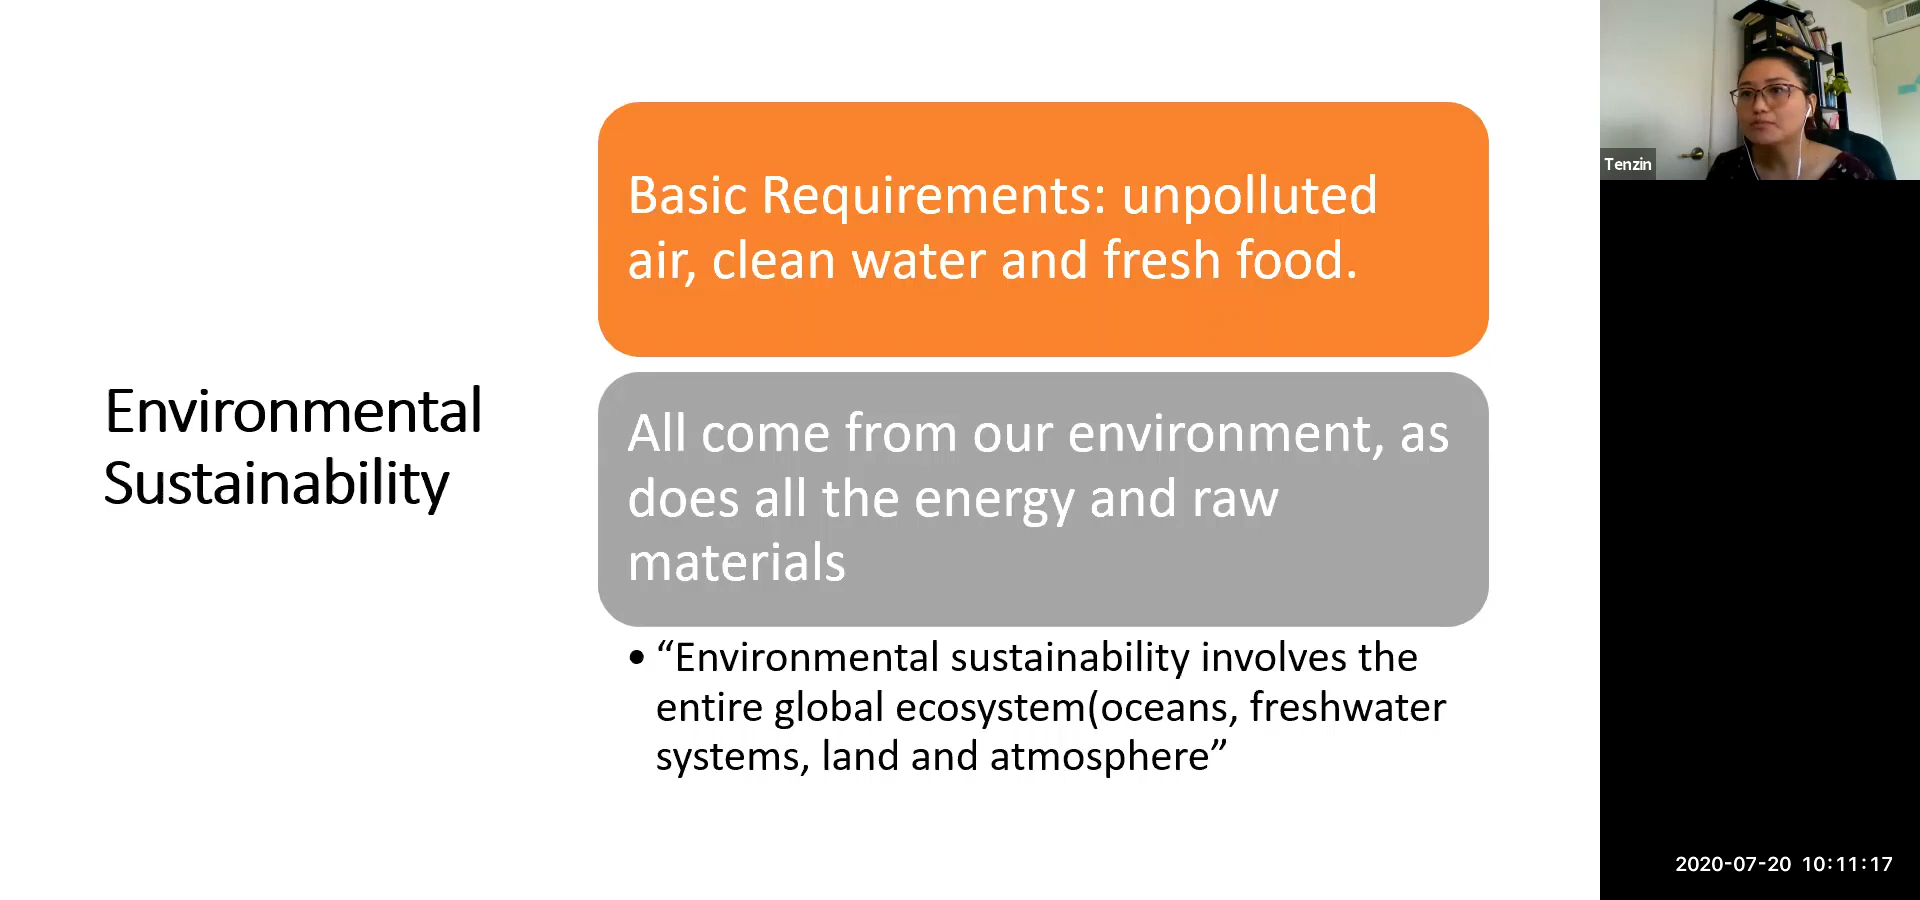 Environmental
Sustainability
Basic Requirements: unpolluted
air, clean water and fresh food.
All come from our environment, as
does all the energy and raw
materials
• “Environmental sustainability involves the
entire global ecosystem(oceans, freshwater
systems, land and atmosphere”
Tenzin
2020-07-20 10:11:17